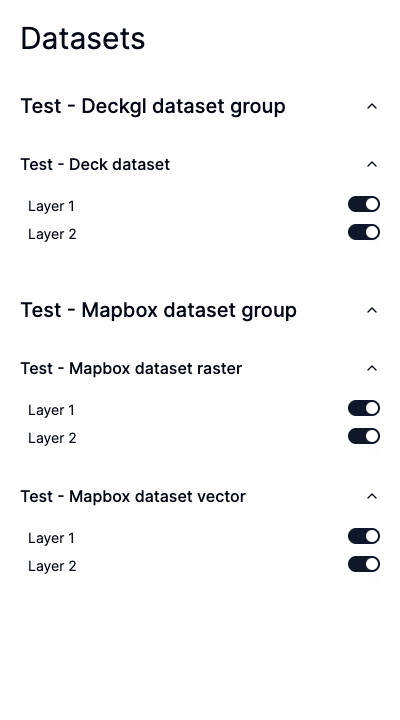 Datasets
Test - Deckgl dataset group
Test - Deck dataset
Layer 1
Layer 2
Test - Mapbox dataset group
Test - Mapbox dataset raster
Layer 1
Layer 2
Test - Mapbox dataset vector
Layer 1
Layer 2